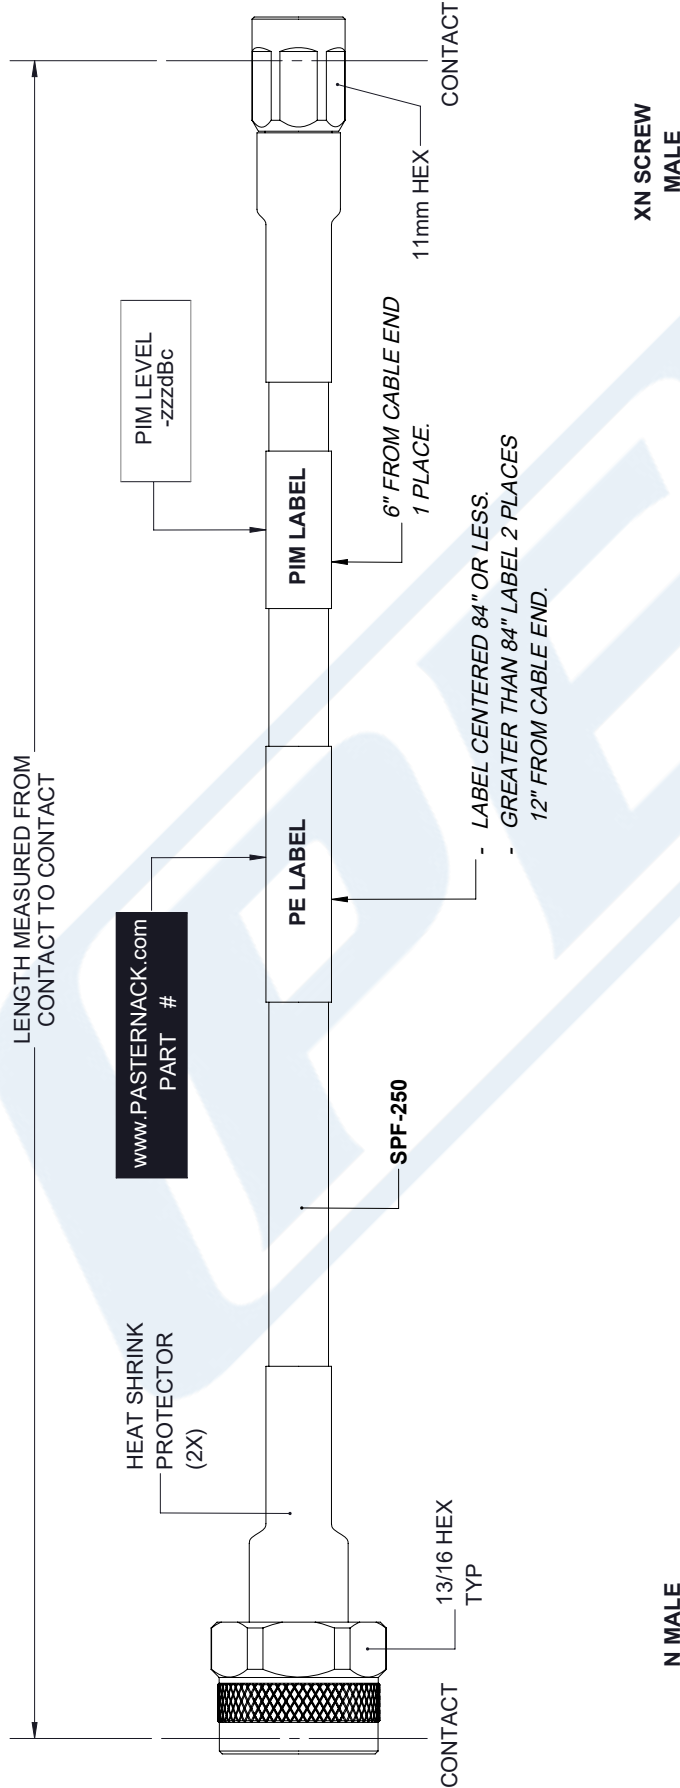 LENGTH MEASURED FROM
CONTACT TO CONTACT
HEAT SHRINK
PROTECTOR
(2X)
www.PASTERNACK.com
PART #
PIM LEVEL
-zzzdBc
PE LABEL
PIM LABEL
CONTACT
13/16 HEX
TYP
SPF-250
- LABEL CENTERED 84" OR LESS.
- GREATER THAN 84" LABEL 2 PLACES
12" FROM CABLE END.
6" FROM CABLE END
1 PLACE.
11mm HEX
CONTACT
N MALE
XN SCREW
MALE